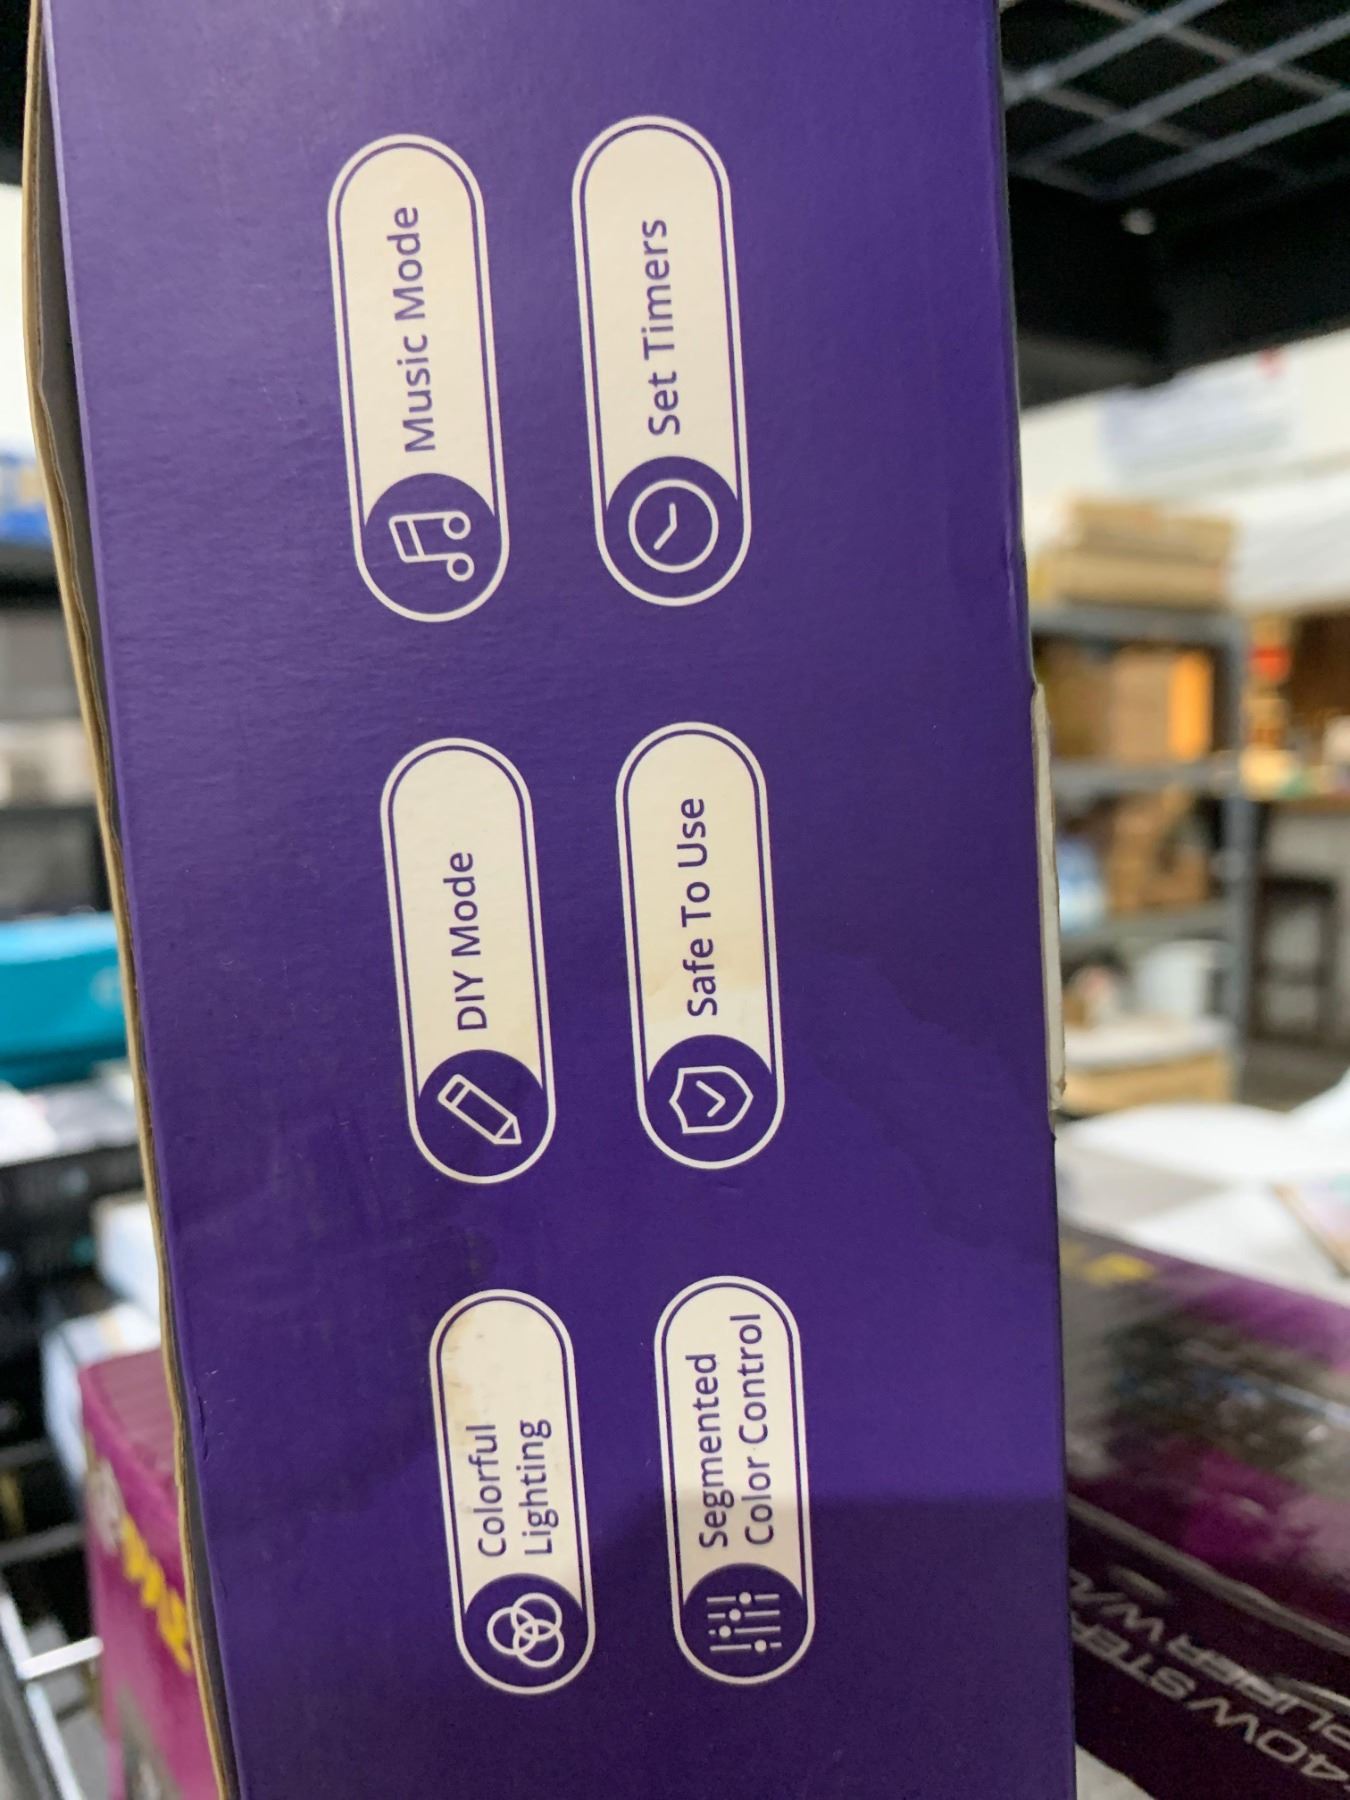 Colorful
Lighting
DIY Mode
Music Mode
Segmented
Color Control
Safe To Use
Set Timers